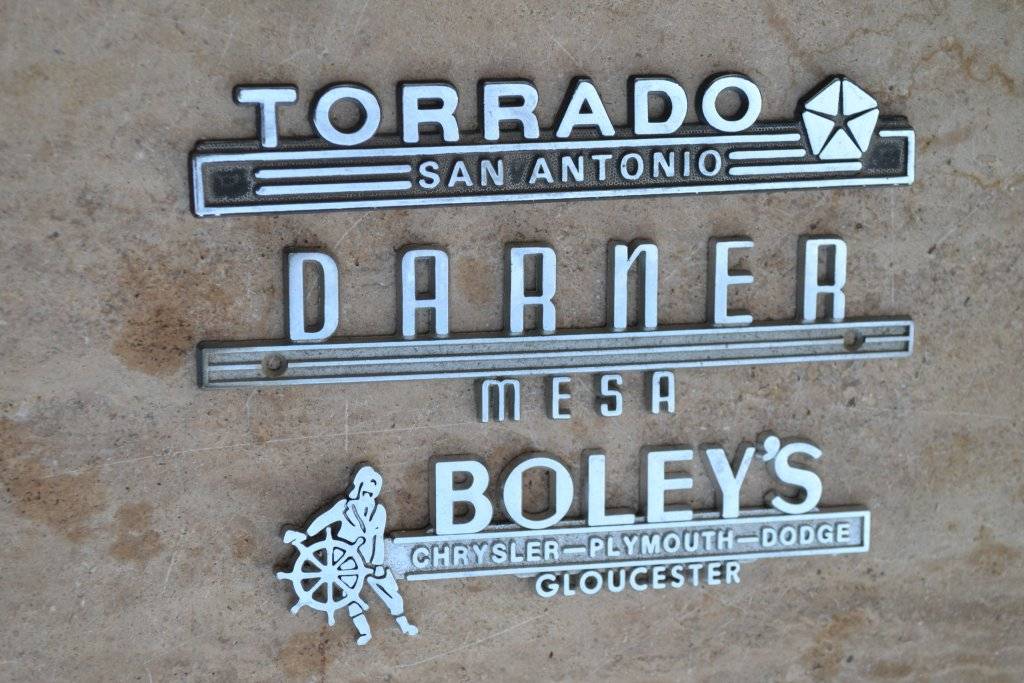 TORRADO
SAN ANTONIO
DARNER
MESA
BOLEY'S
CHRYSLER—PLYMOUTH—DODGE
GLOUCESTER